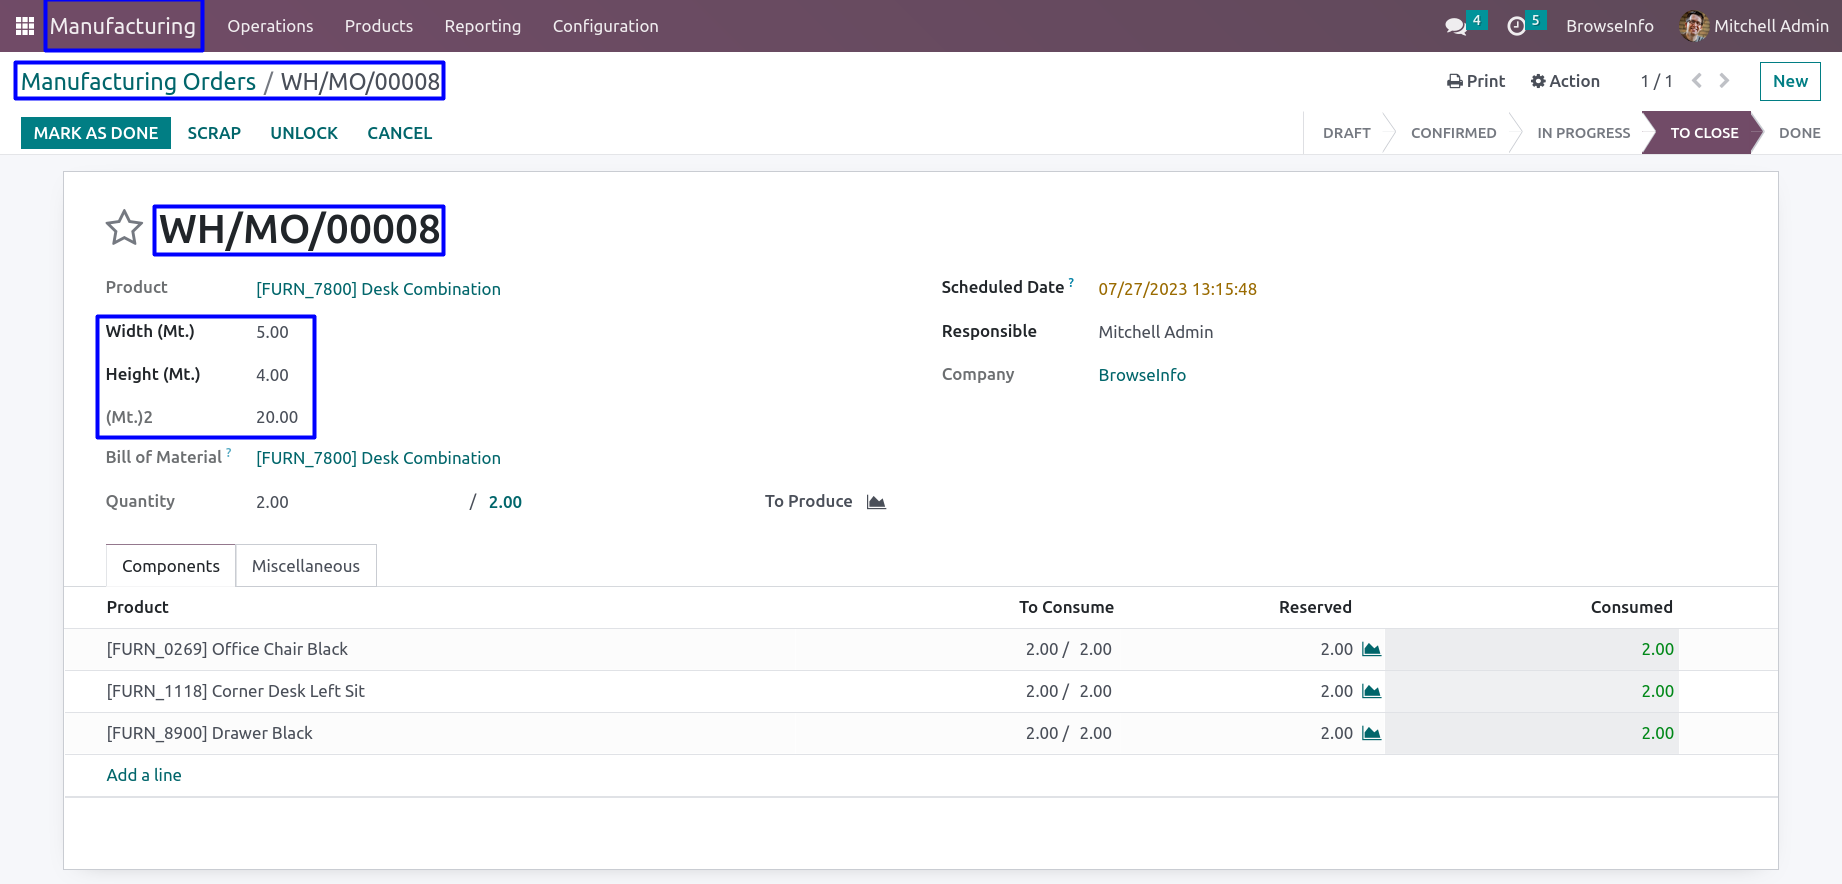 Manufacturing Operations Products Reporting Configuration 4 5 BrowseInfo Mitchell Admin
Manufacturing Orders / WH/MO/00008 Print Action 1 / 1 New
MARK AS DONE SCRAP UNLOCK CANCEL DRAFT CONFIRMED IN PROGRESS TO CLOSE DONE
WH/MO/00008
Product [FURN_7800] Desk Combination Scheduled Date ? 07/27/2023 13:15:48
Width (Mt.) 5.00 Responsible Mitchell Admin
Height (Mt.) 4.00 Company BrowseInfo
(Mt.)2 20.00
Bill of Material ? [FURN_7800] Desk Combination
Quantity 2.00 / 2.00 To Produce
Components Miscellaneous
Product To Consume Reserved Consumed
[FURN_0269] Office Chair Black 2.00 / 2.00 2.00 2.00
[FURN_1118] Corner Desk Left Sit 2.00 / 2.00 2.00 2.00
[FURN_8900] Drawer Black 2.00 / 2.00 2.00 2.00
Add a line